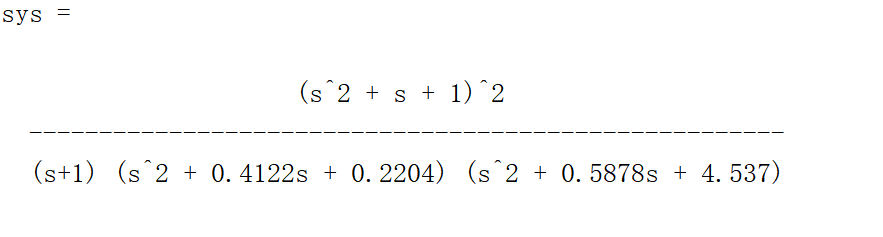 sys =
(s^2 + s + 1)^2
------------------------------------------------------
(s+1) (s^2 + 0.4122s + 0.2204) (s^2 + 0.5878s + 4.537)